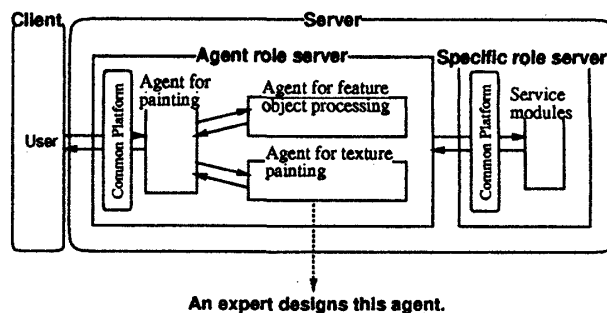 Client
Server
Agent role server
Specific role server
Agent for
painting
Agent for feature
object processing
Service
modules
User
Common Platform
Common Platform
Agent for texture
painting
An expert designs this agent.